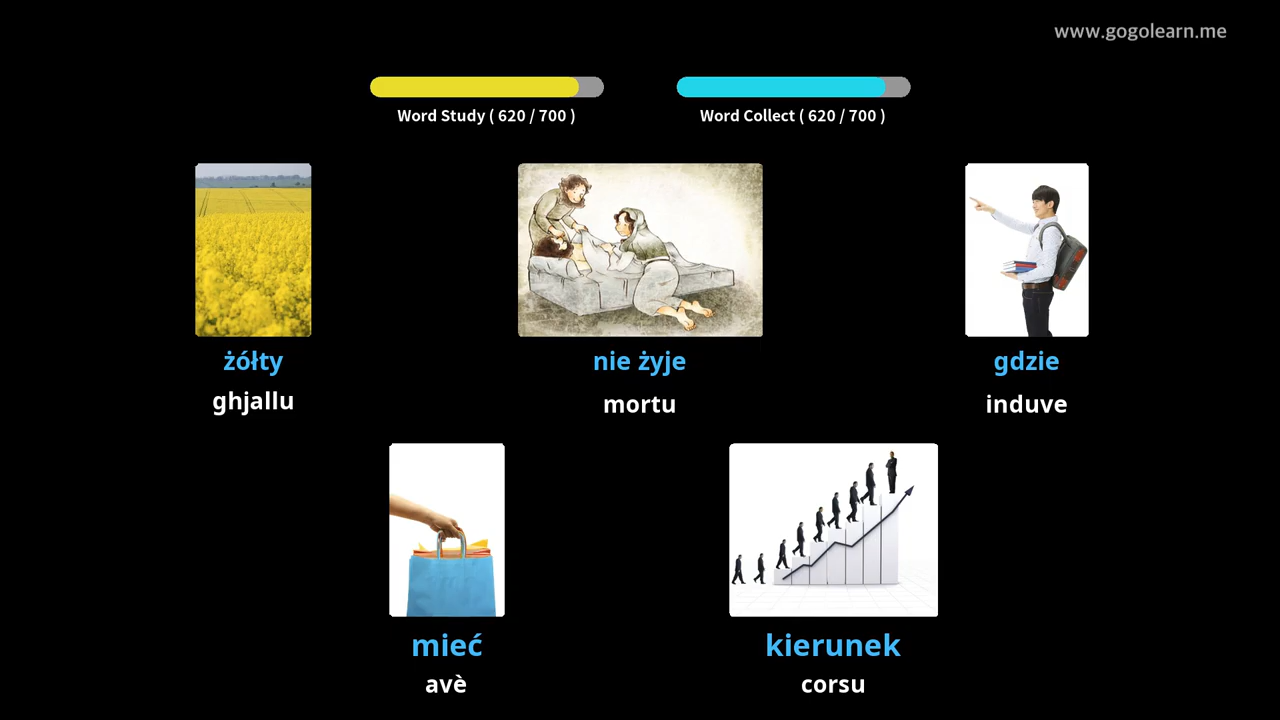 www.gogolearn.me
Word Study ( 620 / 700 )
Word Collect ( 620 / 700 )
żółty
nie żyje
gdzie
ghjallu
mortu
induve
mieć
kierunek
avè
corsu